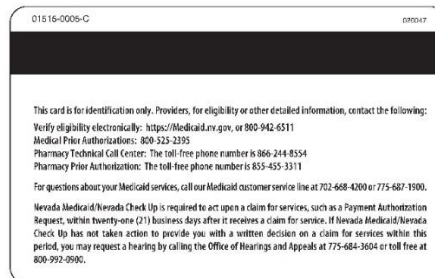 01516-0005-C 020047
This card is for identification only. Providers, for eligibility or other detailed information, contact the following:
Verify eligibility electronically: https://Medicaid.nv.gov, or 800-942-6511
Medical Prior Authorizations: 800-525-2395
Pharmacy Technical Call Center: The toll-free phone number is 866-244-8554
Pharmacy Prior Authorization: The toll-free phone number is 855-455-3311
For questions about your Medicaid services, call our Medicaid customer service line at 702-668-4200 or 775-687-1900.
Nevada Medicaid/Nevada Check Up is required to act upon a claim for services, such as a Payment Authorization
Request, within twenty-one (21) business days after it receives a claim for service. If Nevada Medicaid/Nevada
Check Up has not taken action to provide you with a written decision on a claim for services within this
period, you may request a hearing by calling the Office of Hearings and Appeals at 775-684-3604 or toll free at
800-992-0900.